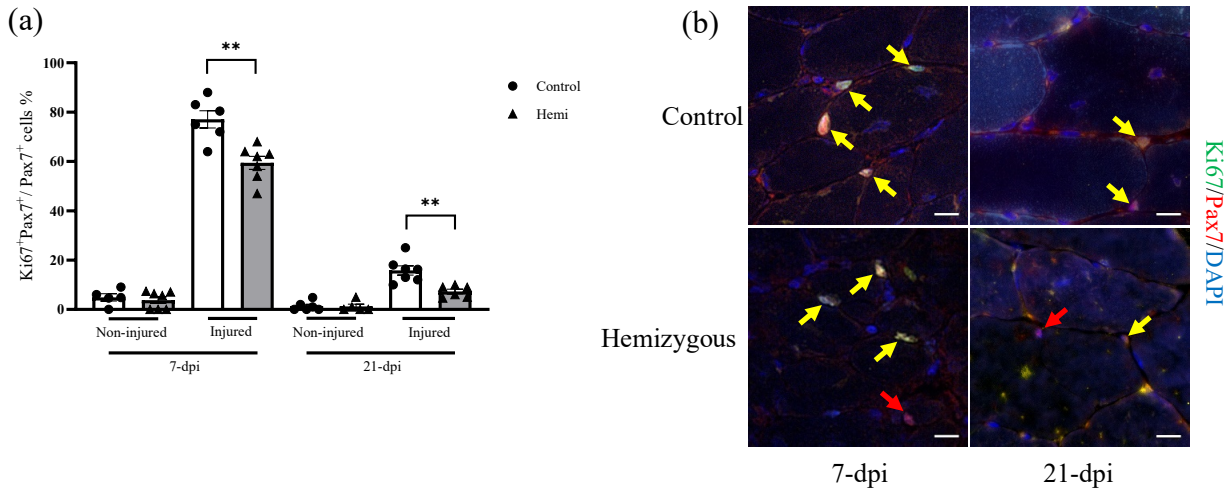 (a)
Ki67⁺Pax7⁺/ Pax7⁺ cells %
100
80
60
40
20
0
**
**
Control
Hemi
Non-injured
Injured
Non-injured
Injured
7-dpi
21-dpi
(b)
Control
Hemizygous
7-dpi
21-dpi
Ki67/Pax7/DAPI